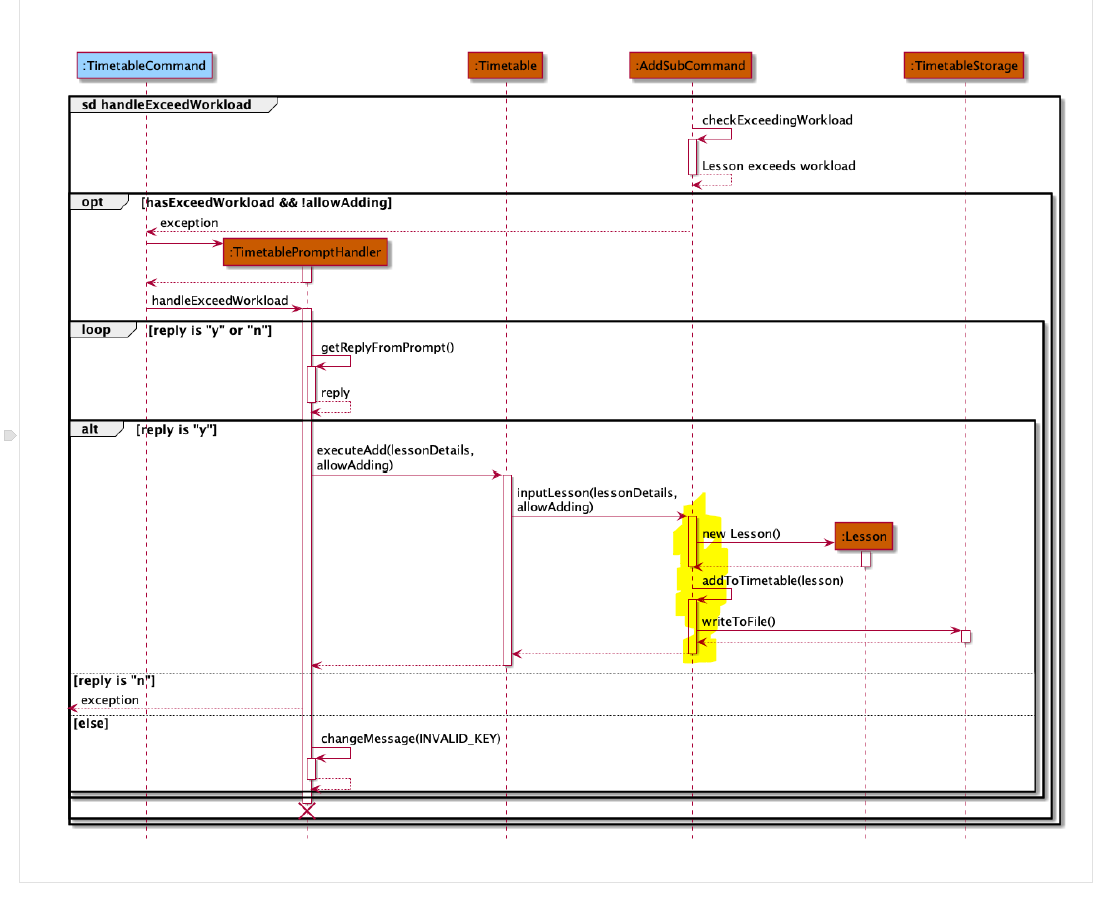 :TimetableCommand
:Timetable
:AddSubCommand
:TimetableStorage
sd handleExceedWorkload
checkExceedingWorkload
Lesson exceeds workload
opt
[hasExceedWorkload && !allowAdding]
exception
:TimetablePromptHandler
handleExceedWorkload
loop
[reply is "y" or "n"]
getReplyFromPrompt()
reply
alt
[reply is "y"]
executeAdd(lessonDetails,
allowAdding)
inputLesson(lessonDetails,
allowAdding)
new Lesson()
:Lesson
addToTimetable(lesson)
writeToFile()
[reply is "n"]
exception
[else]
changeMessage(INVALID_KEY)